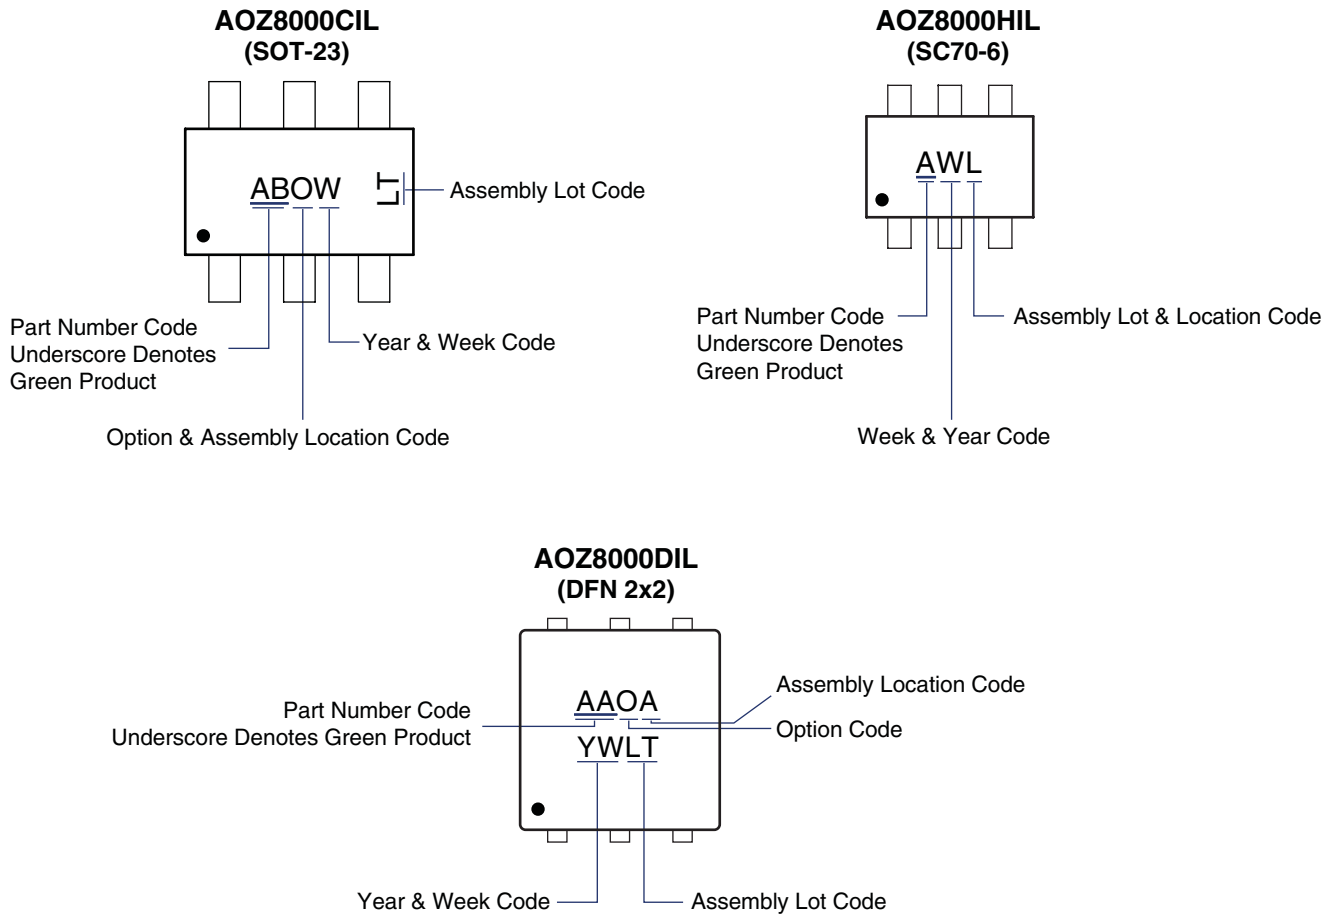 AOZ8000CIL
(SOT-23)
ABOW
LT
Assembly Lot Code
Part Number Code
Underscore Denotes
Green Product
Year & Week Code
Option & Assembly Location Code
AOZ8000HIL
(SC70-6)
AWL
Part Number Code
Underscore Denotes
Green Product
Assembly Lot & Location Code
Week & Year Code
AOZ8000DIL
(DFN 2x2)
AAOA
YWLT
Assembly Location Code
Option Code
Part Number Code
Underscore Denotes Green Product
Year & Week Code
Assembly Lot Code